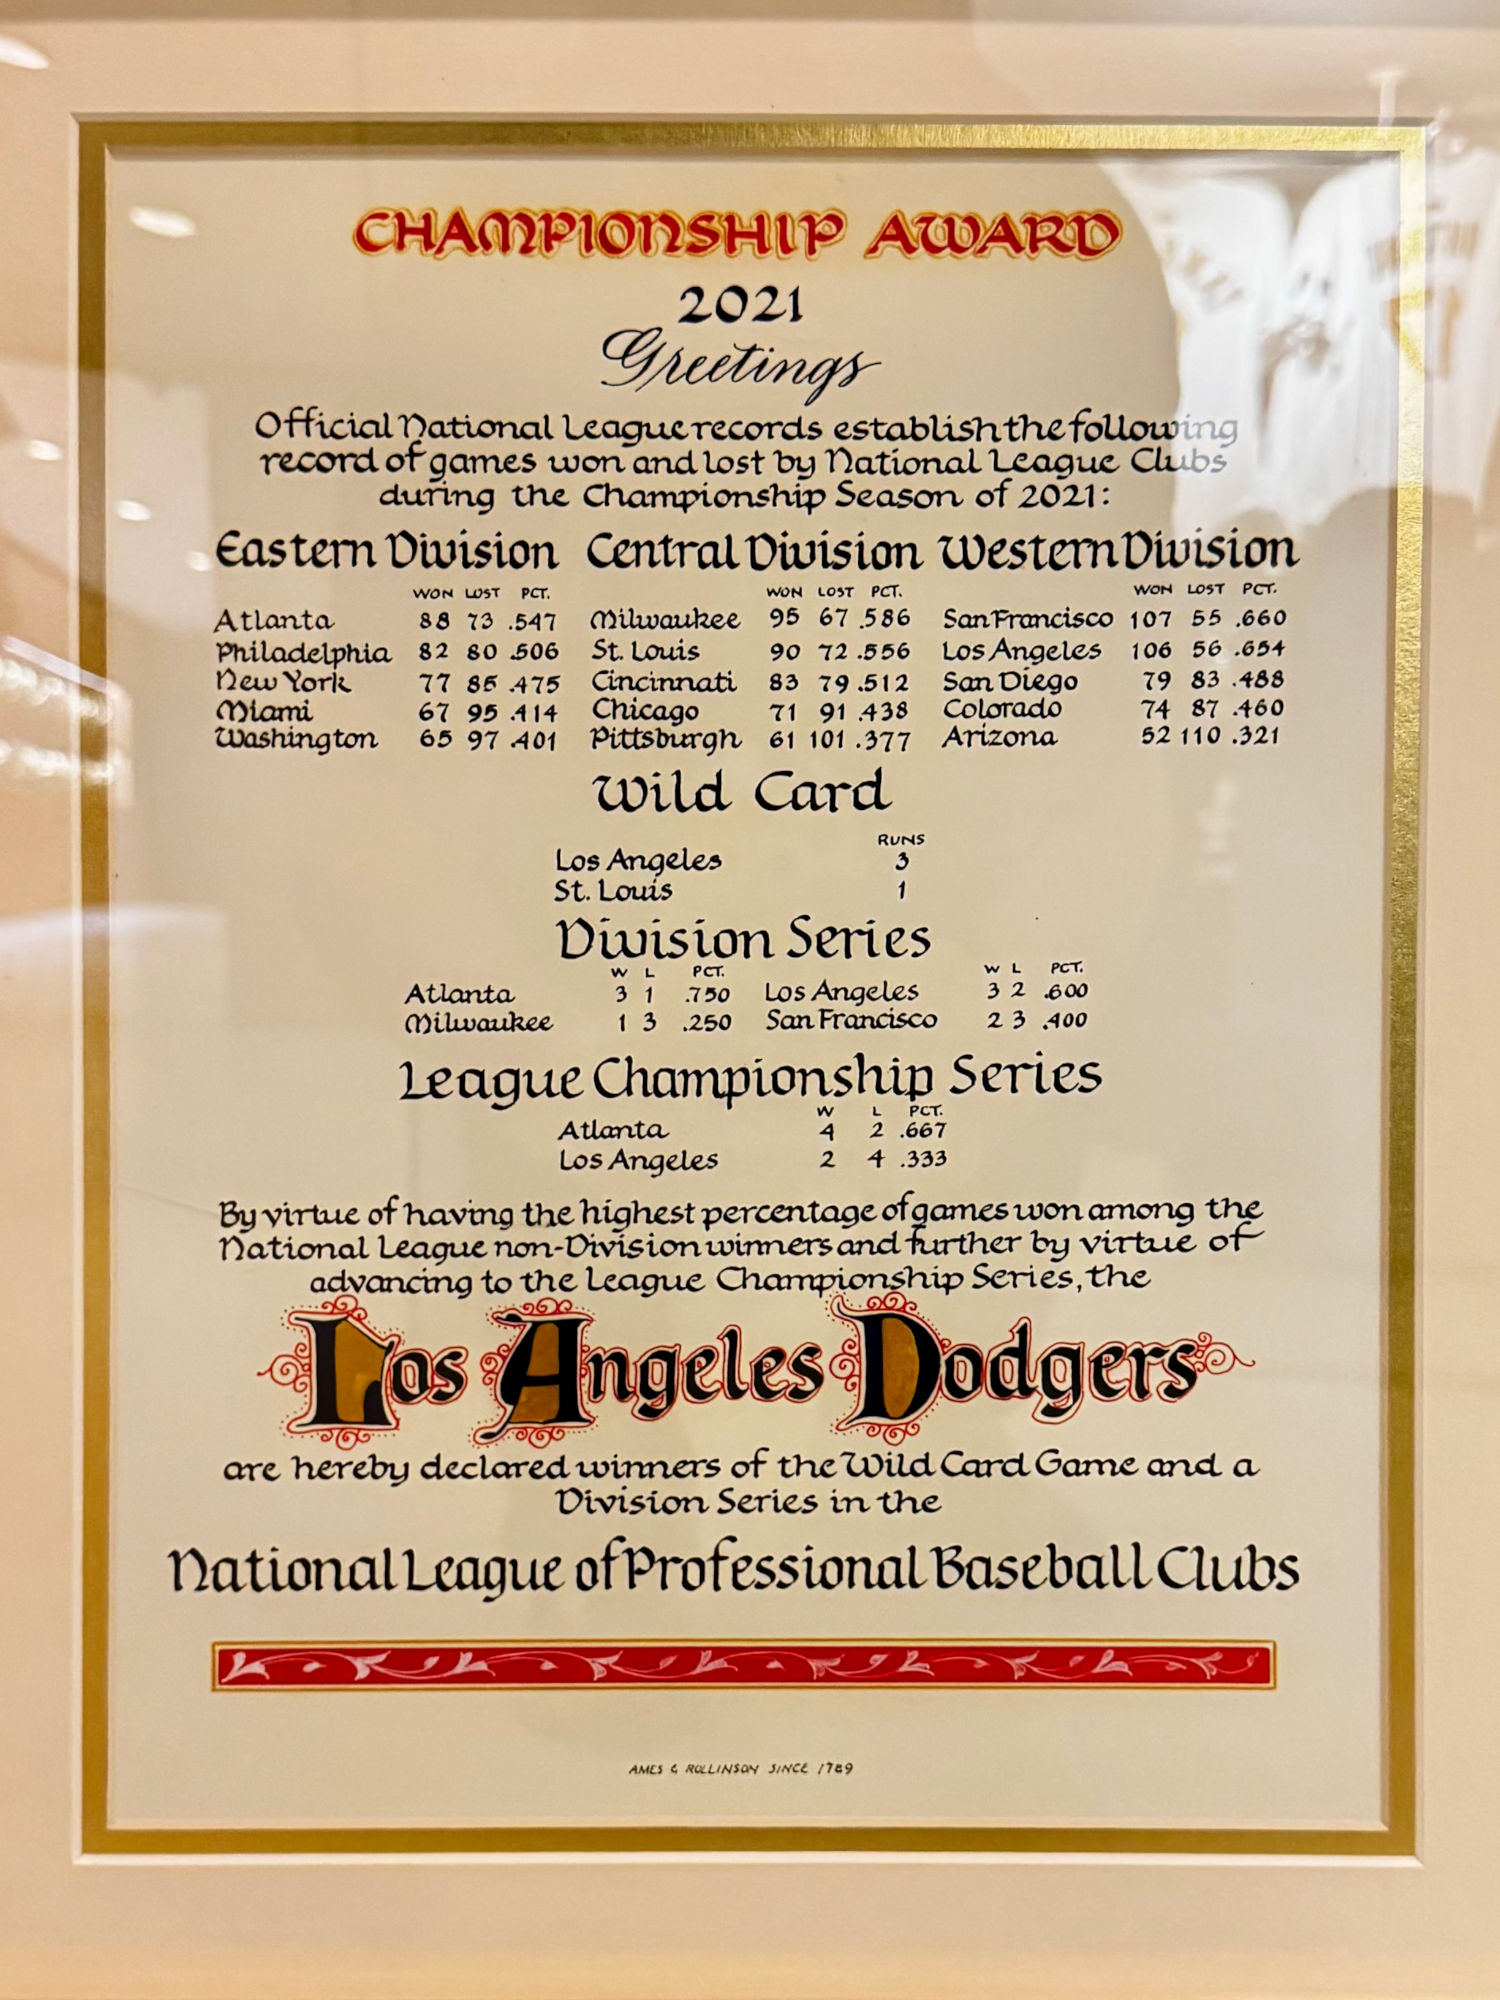 CHAMPIONSHIP AWARD
2021
Greetings
Official National League records establish the following
record of games won and lost by National League Clubs
during the Championship Season of 2021:
Eastern Division Central Division Western Division
WON LOST PCT. WON LOST PCT. WON LOST PCT.
Atlanta 88 73 .547 Milwaukee 95 67 .586 San Francisco 107 55 .660
Philadelphia 82 80 .506 St. Louis 90 72 .556 Los Angeles 106 56 .654
New York 77 85 .475 Cincinnati 83 79 .512 San Diego 79 83 .488
Miami 67 95 .414 Chicago 71 91 .438 Colorado 74 87 .460
Washington 65 97 .401 Pittsburgh 61 101 .377 Arizona 52 110 .321
Wild Card
RUNS
Los Angeles 3
St. Louis 1
Division Series
W L PCT. W L PCT.
Atlanta 3 1 .750 Los Angeles 3 2 .600
Milwaukee 1 3 .250 San Francisco 2 3 .400
League Championship Series
W L PCT.
Atlanta 4 2 .667
Los Angeles 2 4 .333
By virtue of having the highest percentage of games won among the
National League non-Division winners and further by virtue of
advancing to the League Championship Series, the
Los Angeles Dodgers
are hereby declared winners of the Wild Card Game and a
Division Series in the
National League of Professional Baseball Clubs
AMES & ROLLINSON SINCE 1789